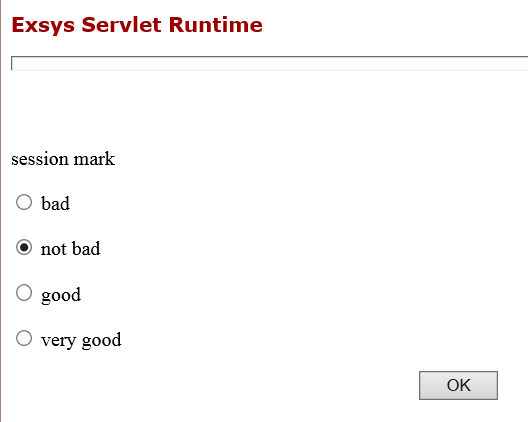 Exsys Servlet Runtime
session mark
bad
not bad
good
very good
OK